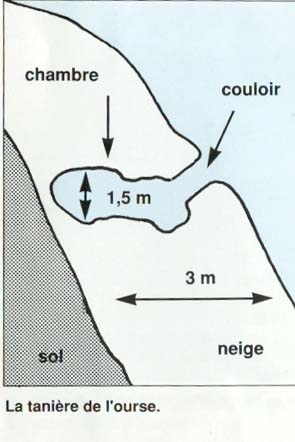 chambre
couloir
1,5 m
3 m
sol
neige
La tanière de l'ourse.